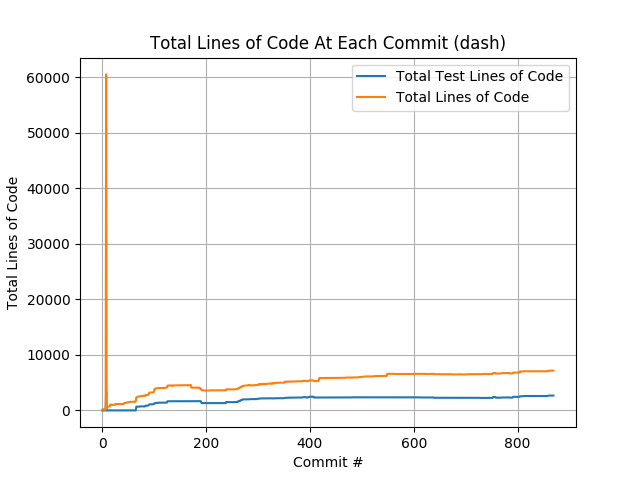 Total Lines of Code At Each Commit (dash)
Total Test Lines of Code
Total Lines of Code
Total Lines of Code
60000
50000
40000
30000
20000
10000
0
0 200 400 600 800
Commit #